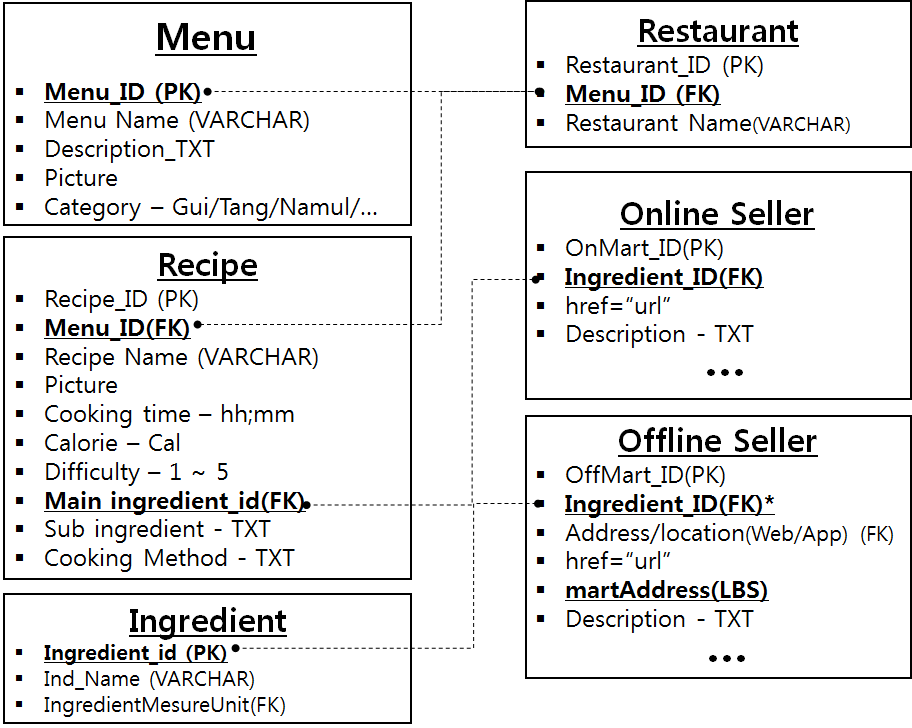 Menu
▪ Menu_ID (PK)
▪ Menu Name (VARCHAR)
▪ Description_TXT
▪ Picture
▪ Category – Gui/Tang/Namul/…
Recipe
▪ Recipe_ID (PK)
▪ Menu_ID(FK)
▪ Recipe Name (VARCHAR)
▪ Picture
▪ Cooking time – hh;mm
▪ Calorie – Cal
▪ Difficulty – 1 ~ 5
▪ Main ingredient_id(FK)
▪ Sub ingredient - TXT
▪ Cooking Method - TXT
Ingredient
▪ Ingredient_id (PK)
▪ Ind_Name (VARCHAR)
▪ IngredientMesureUnit(FK)
Restaurant
▪ Restaurant_ID (PK)
▪ Menu_ID (FK)
▪ Restaurant Name(VARCHAR)
Online Seller
▪ OnMart_ID(PK)
▪ Ingredient_ID(FK)
▪ href=“url”
▪ Description - TXT
•••
Offline Seller
▪ OffMart_ID(PK)
▪ Ingredient_ID(FK)*
▪ Address/location(Web/App) (FK)
▪ href=“url”
▪ martAddress(LBS)
▪ Description - TXT
•••